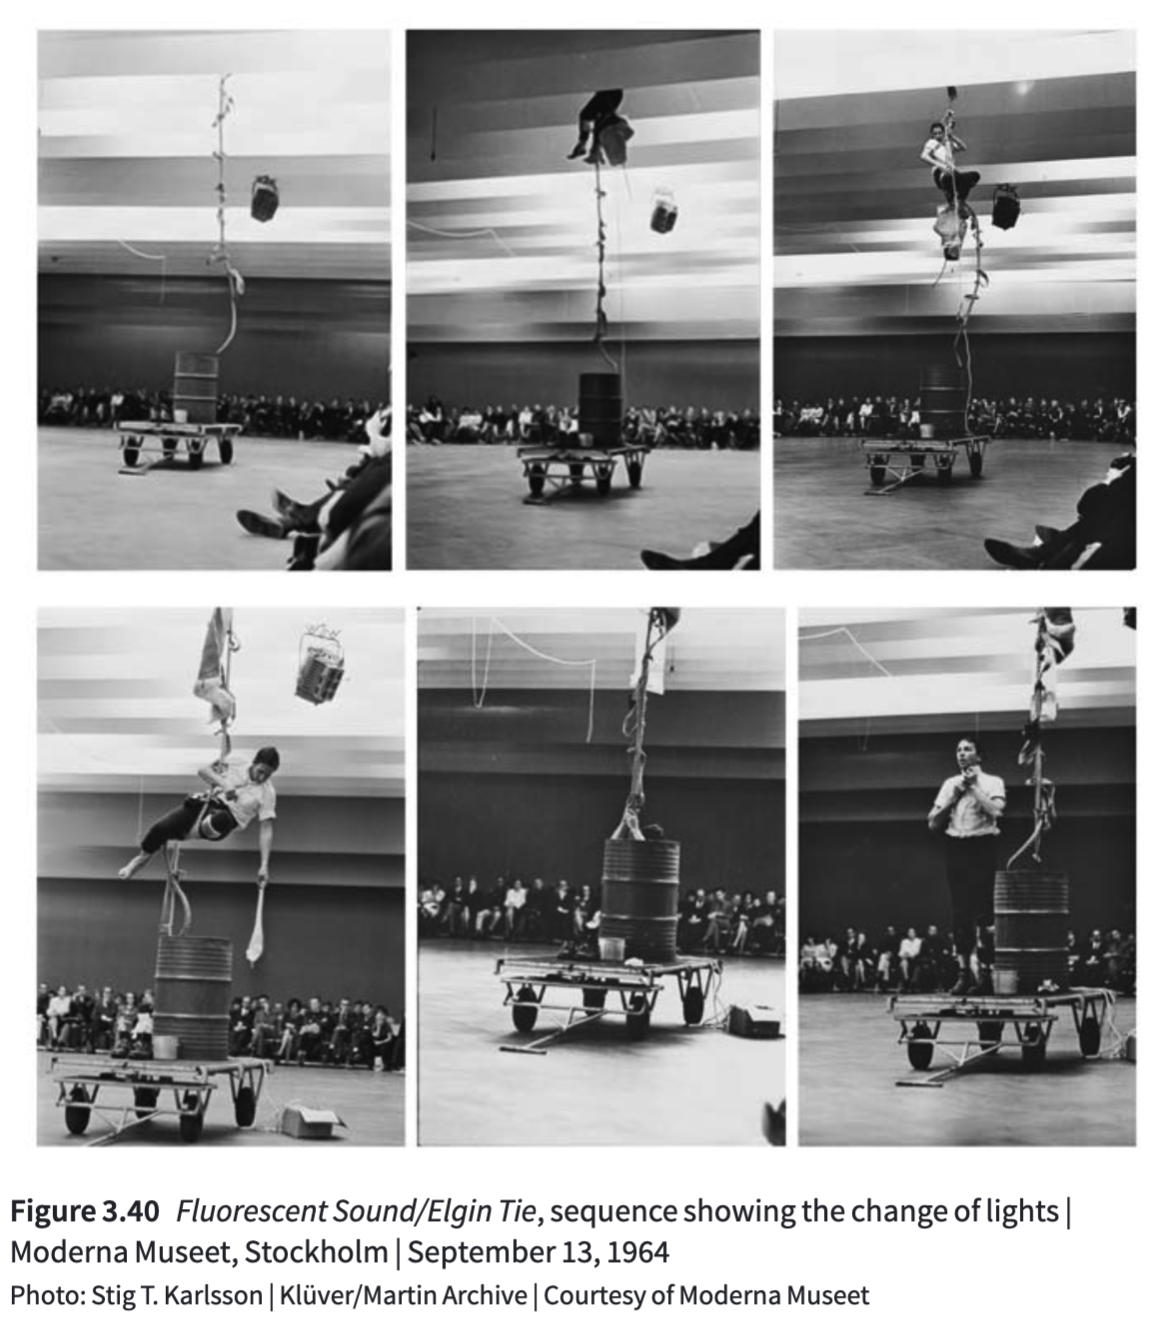 Figure 3.40 Fluorescent Sound/Elgin Tie, sequence showing the change of lights |
Moderna Museet, Stockholm | September 13, 1964
Photo: Stig T. Karlsson | Klüver/Martin Archive | Courtesy of Moderna Museet